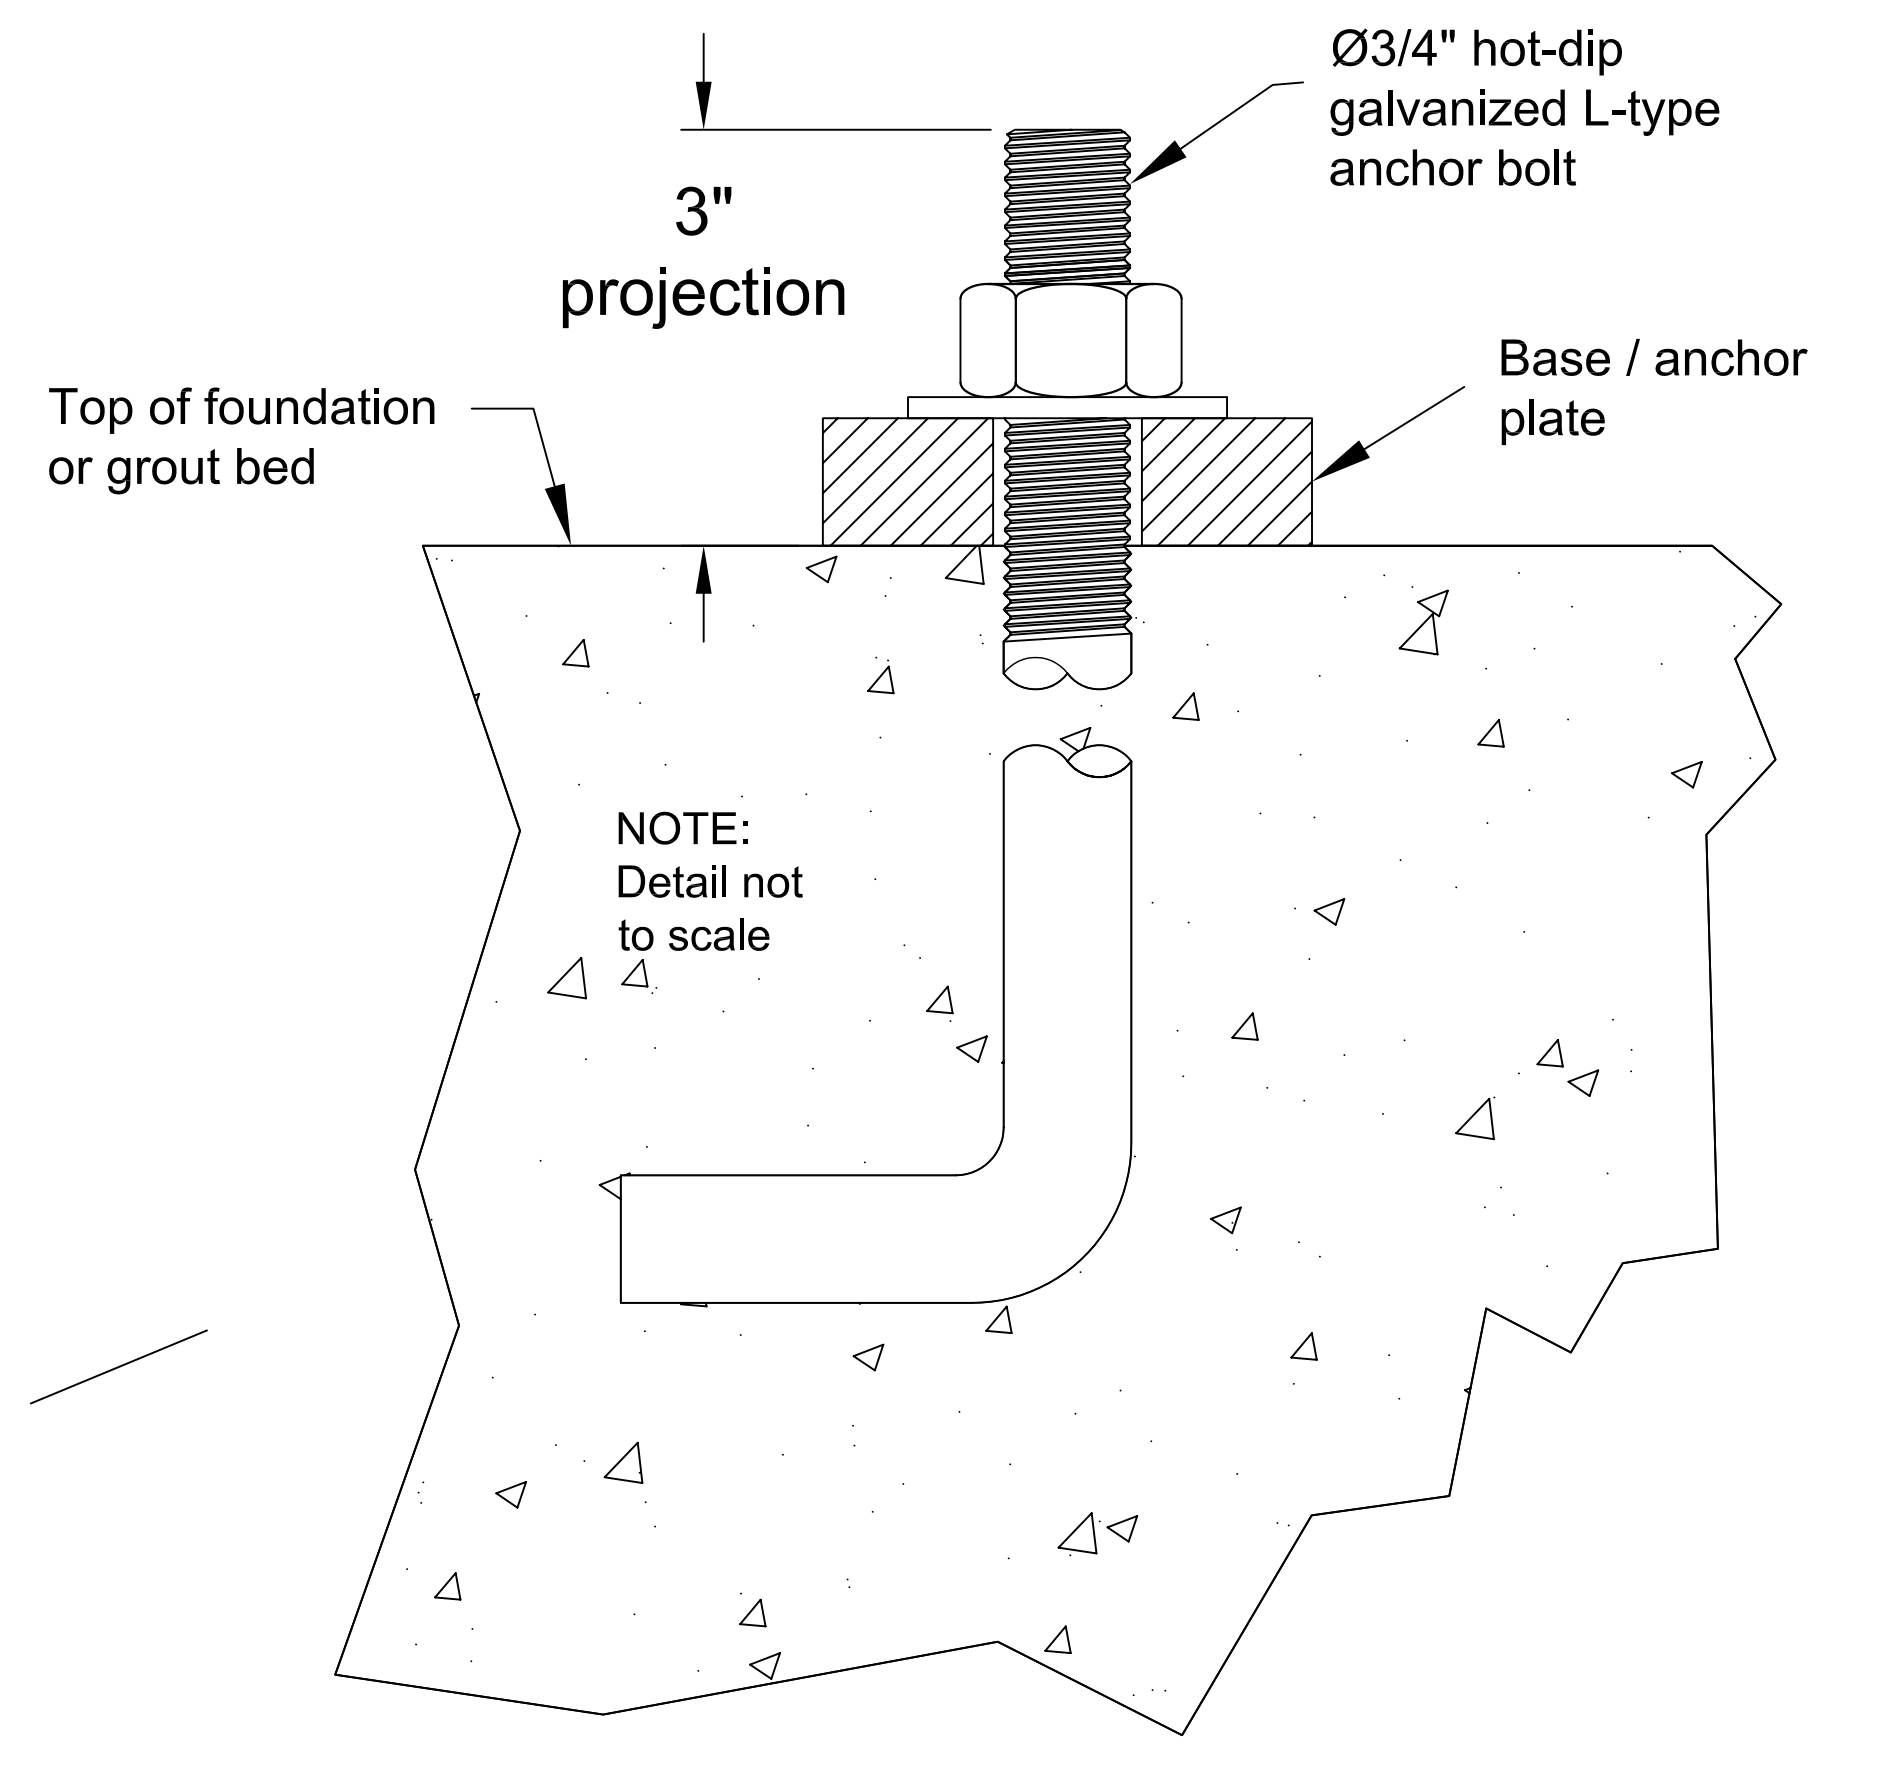 Ø3/4" hot-dip
galvanized L-type
anchor bolt
3"
projection
Base / anchor
plate
Top of foundation
or grout bed
NOTE:
Detail not
to scale